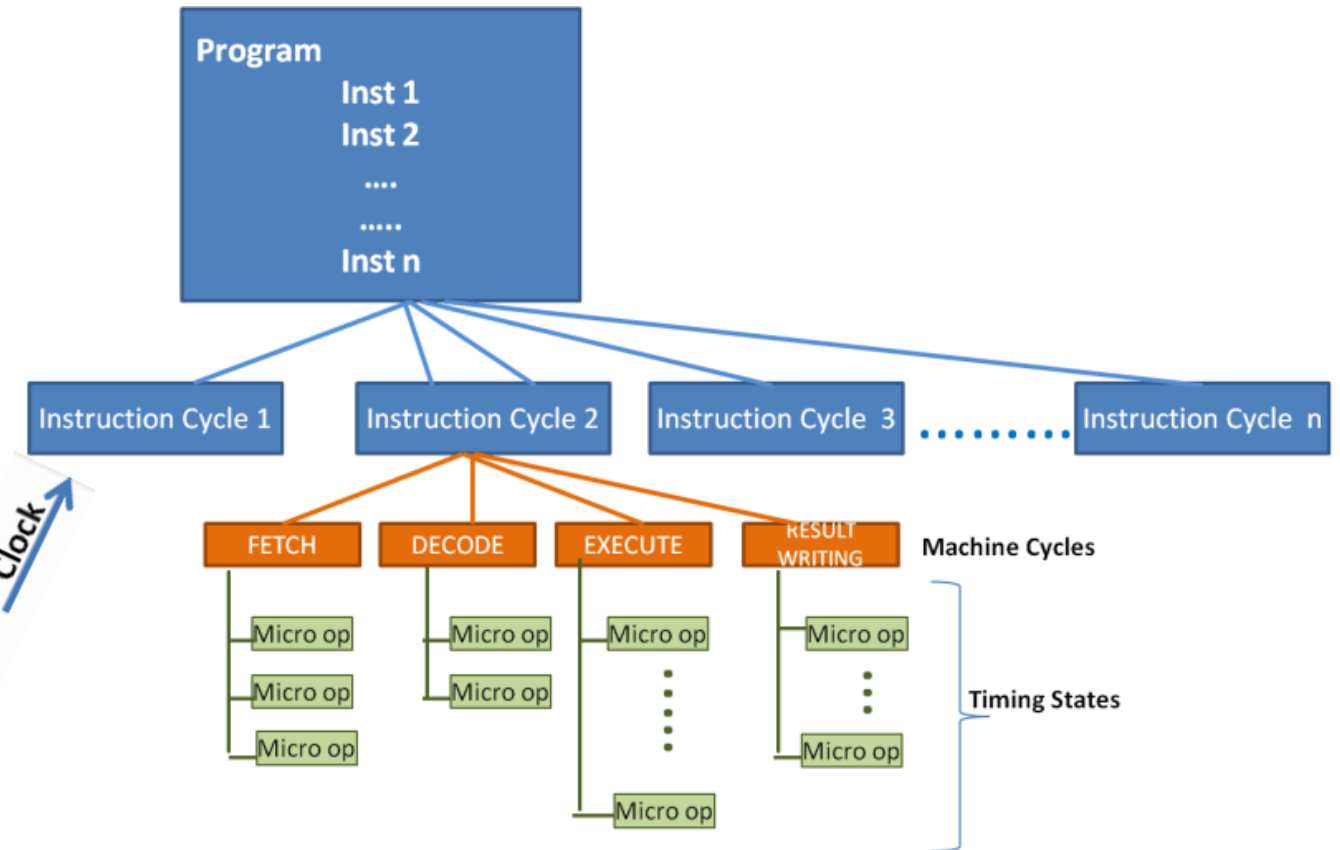 Program
Inst 1
Inst 2
....
.....
Inst n
Instruction Cycle 1
Instruction Cycle 2
Instruction Cycle 3
Instruction Cycle n
Clock
FETCH
DECODE
EXECUTE
RESULT
WRITING
Machine Cycles
Micro op
Micro op
Micro op
Micro op
Micro op
Micro op
Micro op
Timing States
Micro op
Micro op
Micro op